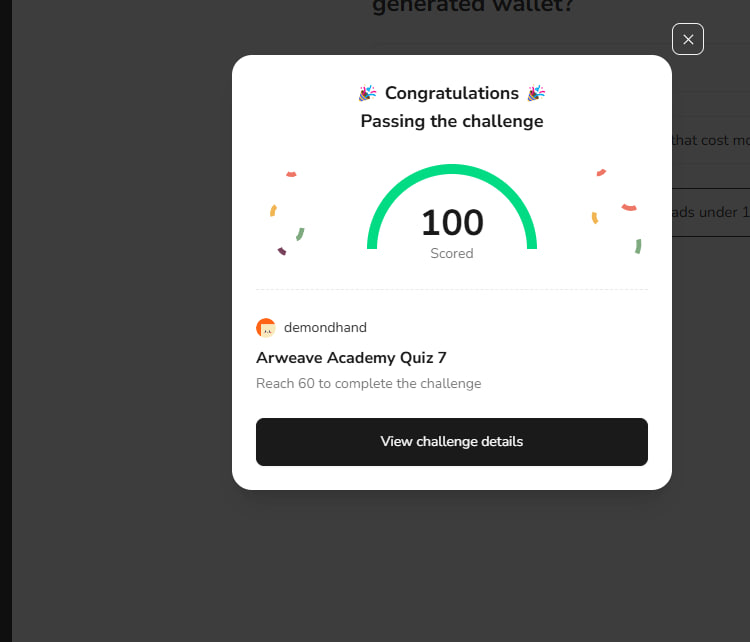 generated wallet?
🎉 Congratulations 🎉
Passing the challenge
that cost mo
ads under 1
100
Scored
demondhand
Arweave Academy Quiz 7
Reach 60 to complete the challenge
View challenge details